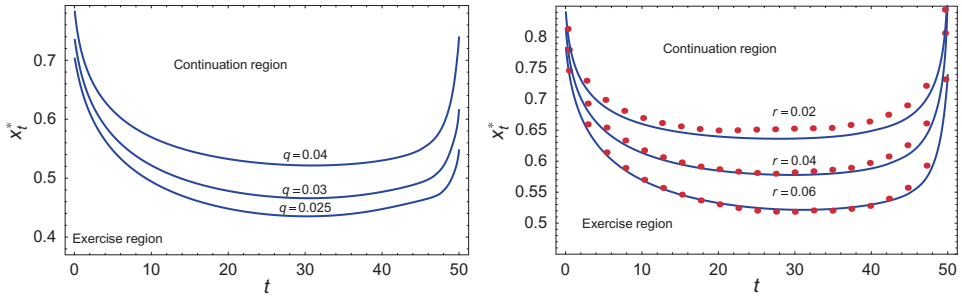 0.7
0.6
0.5
0.4
x*t
Continuation region
q=0.04
q=0.03
q=0.025
Exercise region
0 10 20 30 40 50
t
0.8
0.75
0.7
0.65
0.6
0.55
0.5
x*t
Continuation region
r=0.02
r=0.04
r=0.06
Exercise region
0 10 20 30 40 50
t